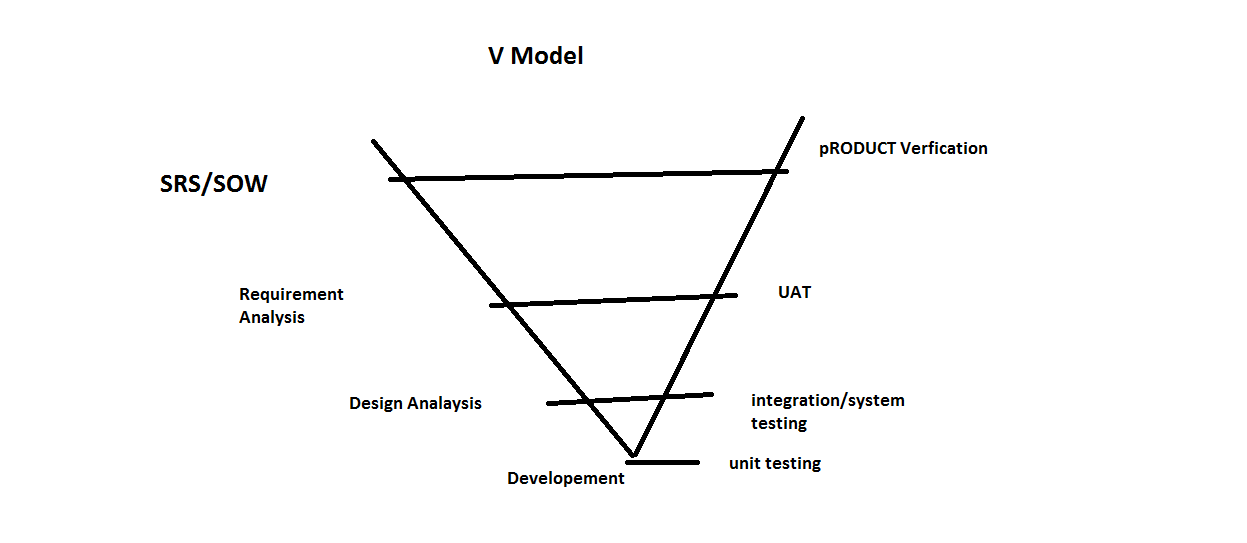 V Model
pRODUCT Verfication
SRS/SOW
Requirement
Analysis
UAT
Design Analaysis
integration/system
testing
Developement
unit testing